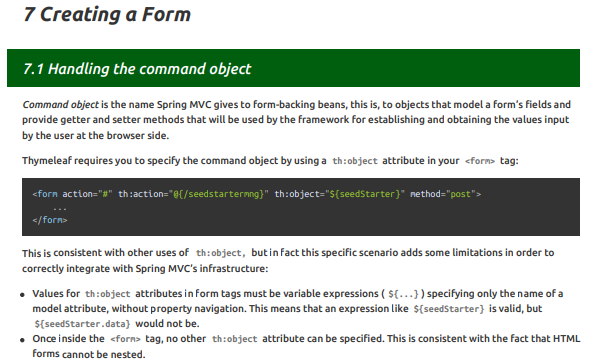 7 Creating a Form
7.1 Handling the command object
Command object is the name Spring MVC gives to form-backing beans, this is, to objects that model a form's fields and
provide getter and setter methods that will be used by the framework for establishing and obtaining the values input
by the user at the browser side.
Thymeleaf requires you to specify the command object by using a th:object attribute in your <form> tag:
<form action="#" th:action="@{/seedstartermng}" th:object="${seedStarter}" method="post">
...
</form>
This is consistent with other uses of th:object, but in fact this specific scenario adds some limitations in order to
correctly integrate with Spring MVC's infrastructure:
• Values for th:object attributes in form tags must be variable expressions ( ${...} ) specifying only the name of a
model attribute, without property navigation. This means that an expression like ${seedStarter} is valid, but
${seedStarter.data} would not be.
• Once inside the <form> tag, no other th:object attribute can be specified. This is consistent with the fact that HTML
forms cannot be nested.